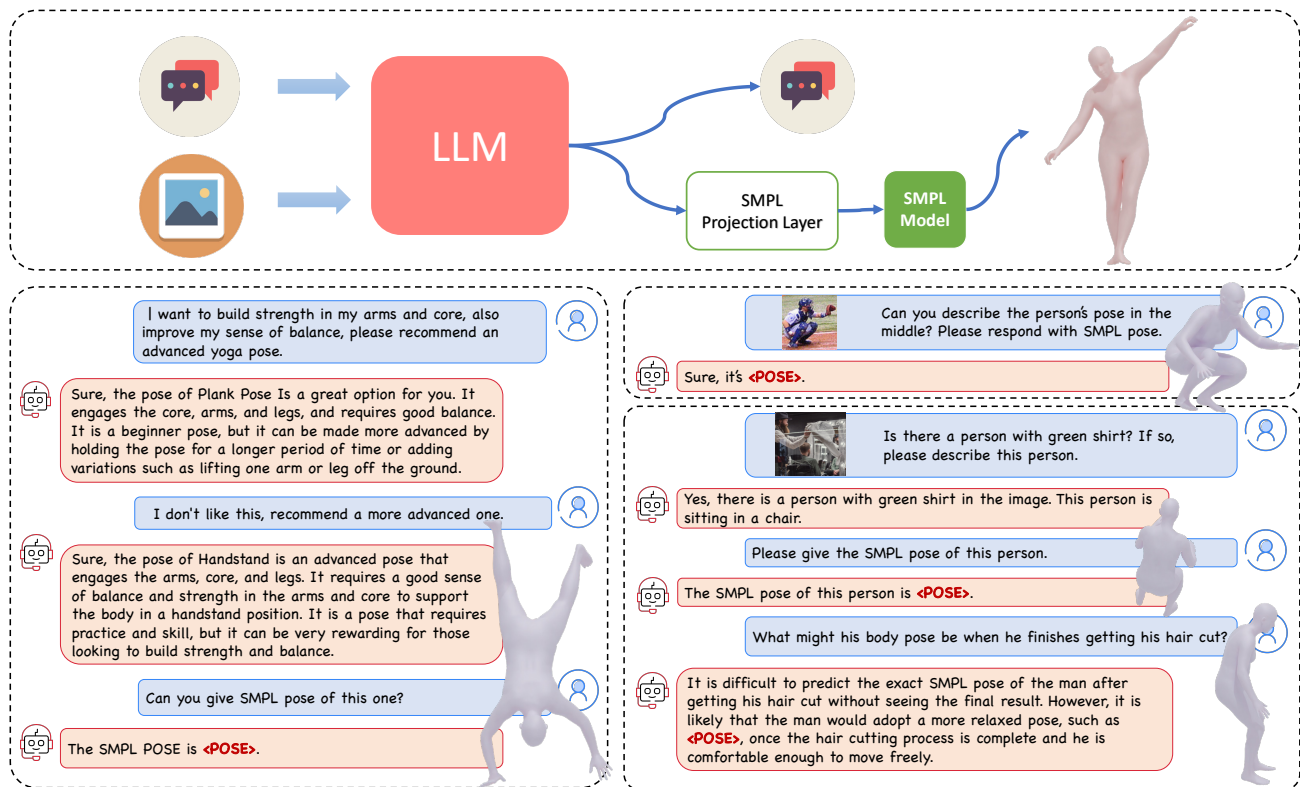 LLM
SMPL
Projection Layer
SMPL
Model
I want to build strength in my arms and core, also
improve my sense of balance, please recommend an
advanced yoga pose.
Sure, the pose of Plank Pose Is a great option for you. It
engages the core, arms, and legs, and requires good balance.
It is a beginner pose, but it can be made more advanced by
holding the pose for a longer period of time or adding
variations such as lifting one arm or leg off the ground.
I don't like this, recommend a more advanced one.
Sure, the pose of Handstand is an advanced pose that
engages the arms, core, and legs. It requires a good sense
of balance and strength in the arms and core to support
the body in a handstand position. It is a pose that requires
practice and skill, but it can be very rewarding for those
looking to build strength and balance.
Can you give SMPL pose of this one?
The SMPL POSE is <POSE>.
Can you describe the person's pose in the
middle? Please respond with SMPL pose.
Sure, it's <POSE>.
Is there a person with green shirt? If so,
please describe this person.
Yes, there is a person with green shirt in the image. This person is
sitting in a chair.
Please give the SMPL pose of this person.
The SMPL pose of this person is <POSE>.
What might his body pose be when he finishes getting his hair cut?
It is difficult to predict the exact SMPL pose of the man after
getting his hair cut without seeing the final result. However, it is
likely that the man would adopt a more relaxed pose, such as
<POSE>, once the hair cutting process is complete and he is
comfortable enough to move freely.